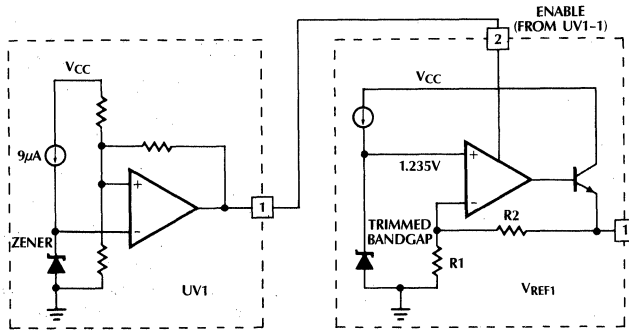 ENABLE
(FROM UV1-1)
2
VCC
VCC
9μA
+
-
1
ZENER
UV1
1.235V
+
-
TRIMMED
BANDGAP
R2
R1
1
VREF1